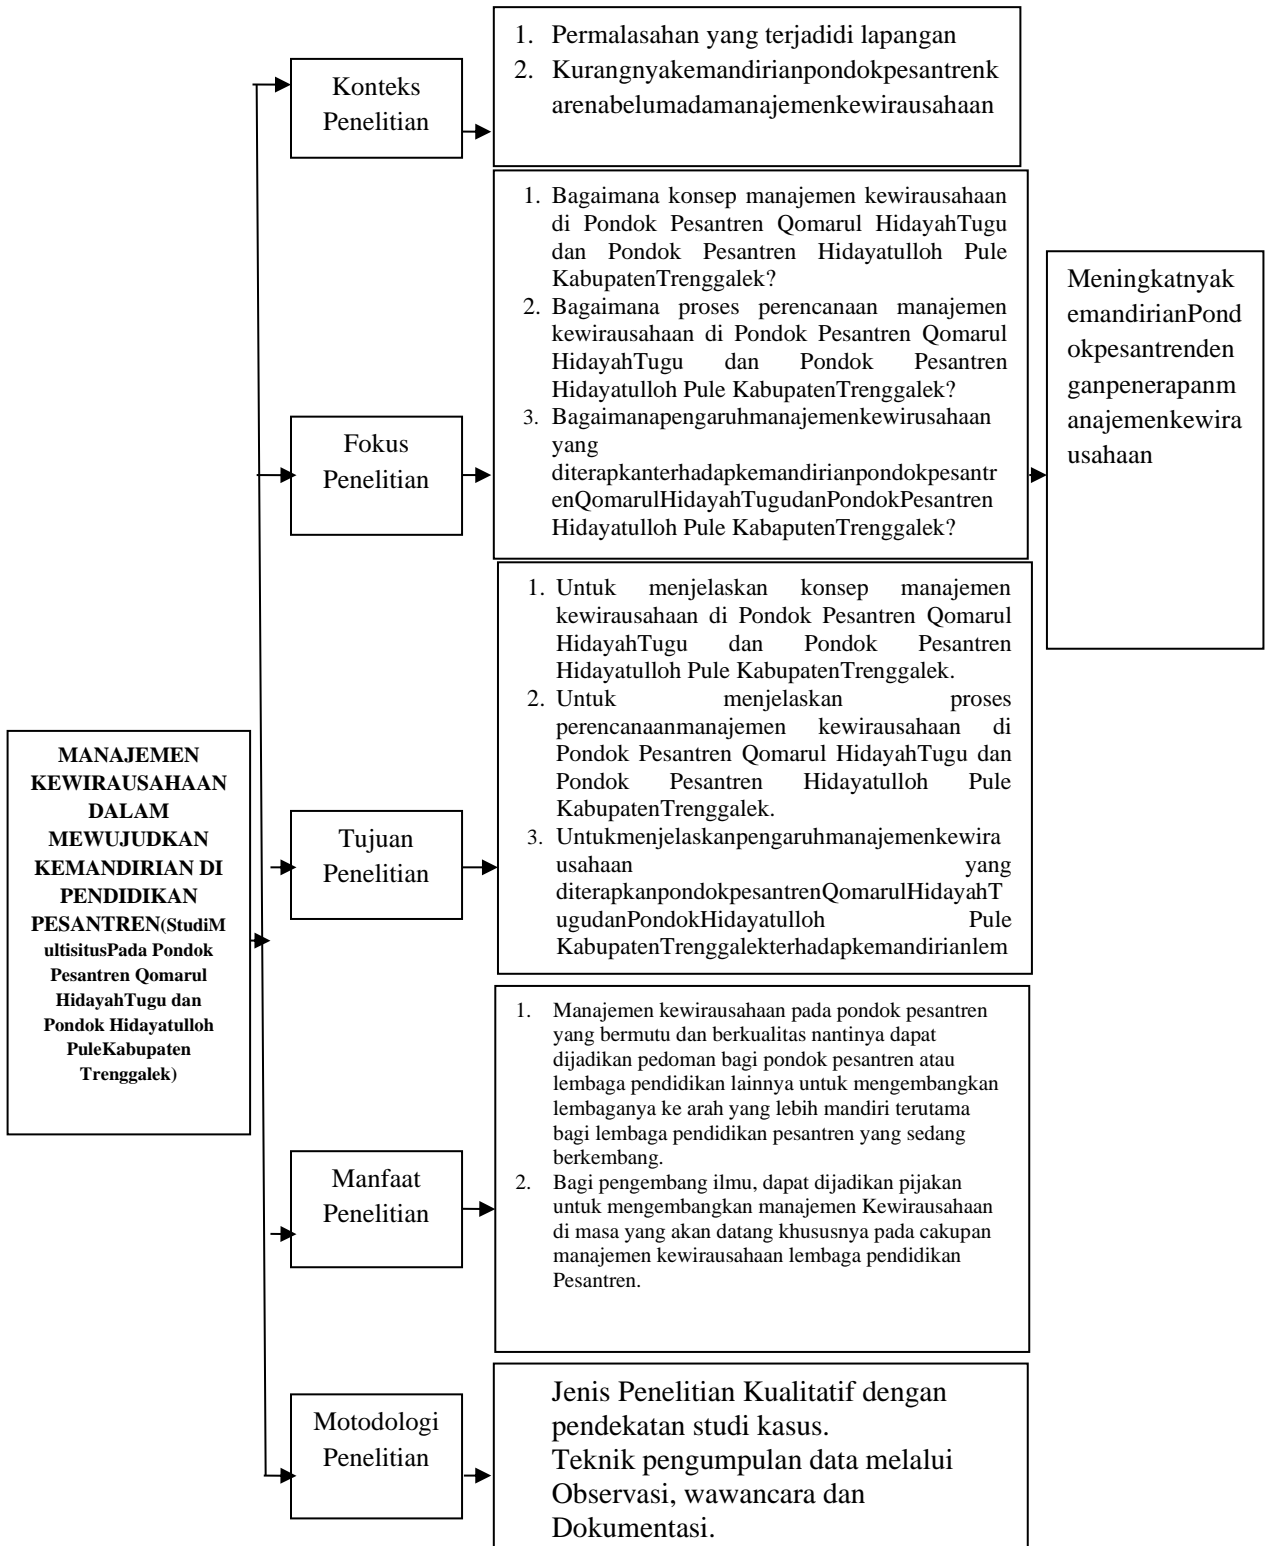 MANAJEMEN
KEWIRAUSAHAAN
DALAM
MEWUJUDKAN
KEMANDIRIAN DI
PENDIDIKAN
PESANTREN(StudiM
ultisitusPada Pondok
Pesantren Qomarul
HidayahTugu dan
Pondok Hidayatulloh
PuleKabupaten
Trenggalek)
Konteks
Penelitian
1. Permalasahan yang terjadidi lapangan
2. Kurangnyakemandirianpondokpesantrenk
arenabelumadamanajemenkewirausahaan
Fokus
Penelitian
1. Bagaimana konsep manajemen kewirausahaan
di Pondok Pesantren Qomarul HidayahTugu
dan Pondok Pesantren Hidayatulloh Pule
KabupatenTrenggalek?
2. Bagaimana proses perencanaan manajemen
kewirausahaan di Pondok Pesantren Qomarul
HidayahTugu dan Pondok Pesantren
Hidayatulloh Pule KabupatenTrenggalek?
3. Bagaimanapengaruhmanajemenkewirusahaan
yang
diterapkanterhadapkemandirianpondokpesantr
enQomarulHidayahTugudanPondokPesantren
Hidayatulloh Pule KabaputenTrenggalek?
Meningkatnyak
emandirianPond
okpesantrenden
ganpenerapanm
anajemenkewira
usahaan
Tujuan
Penelitian
1. Untuk menjelaskan konsep manajemen
kewirausahaan di Pondok Pesantren Qomarul
HidayahTugu dan Pondok Pesantren
Hidayatulloh Pule KabupatenTrenggalek.
2. Untuk menjelaskan proses
perencanaanmanajemen kewirausahaan di
Pondok Pesantren Qomarul HidayahTugu dan
Pondok Pesantren Hidayatulloh Pule
KabupatenTrenggalek.
3. Untukmenjelaskanpengaruhmanajemenkewira
usahaan yang
diterapkanpondokpesantrenQomarulHidayahT
ugudanPondokHidayatulloh Pule
KabupatenTrenggalekterhadapkemandirianlem
Manfaat
Penelitian
1. Manajemen kewirausahaan pada pondok pesantren
yang bermutu dan berkualitas nantinya dapat
dijadikan pedoman bagi pondok pesantren atau
lembaga pendidikan lainnya untuk mengembangkan
lembaganya ke arah yang lebih mandiri terutama
bagi lembaga pendidikan pesantren yang sedang
berkembang.
2. Bagi pengembang ilmu, dapat dijadikan pijakan
untuk mengembangkan manajemen Kewirausahaan
di masa yang akan datang khususnya pada cakupan
manajemen kewirausahaan lembaga pendidikan
Pesantren.
Motodologi
Penelitian
Jenis Penelitian Kualitatif dengan
pendekatan studi kasus.
Teknik pengumpulan data melalui
Observasi, wawancara dan
Dokumentasi.